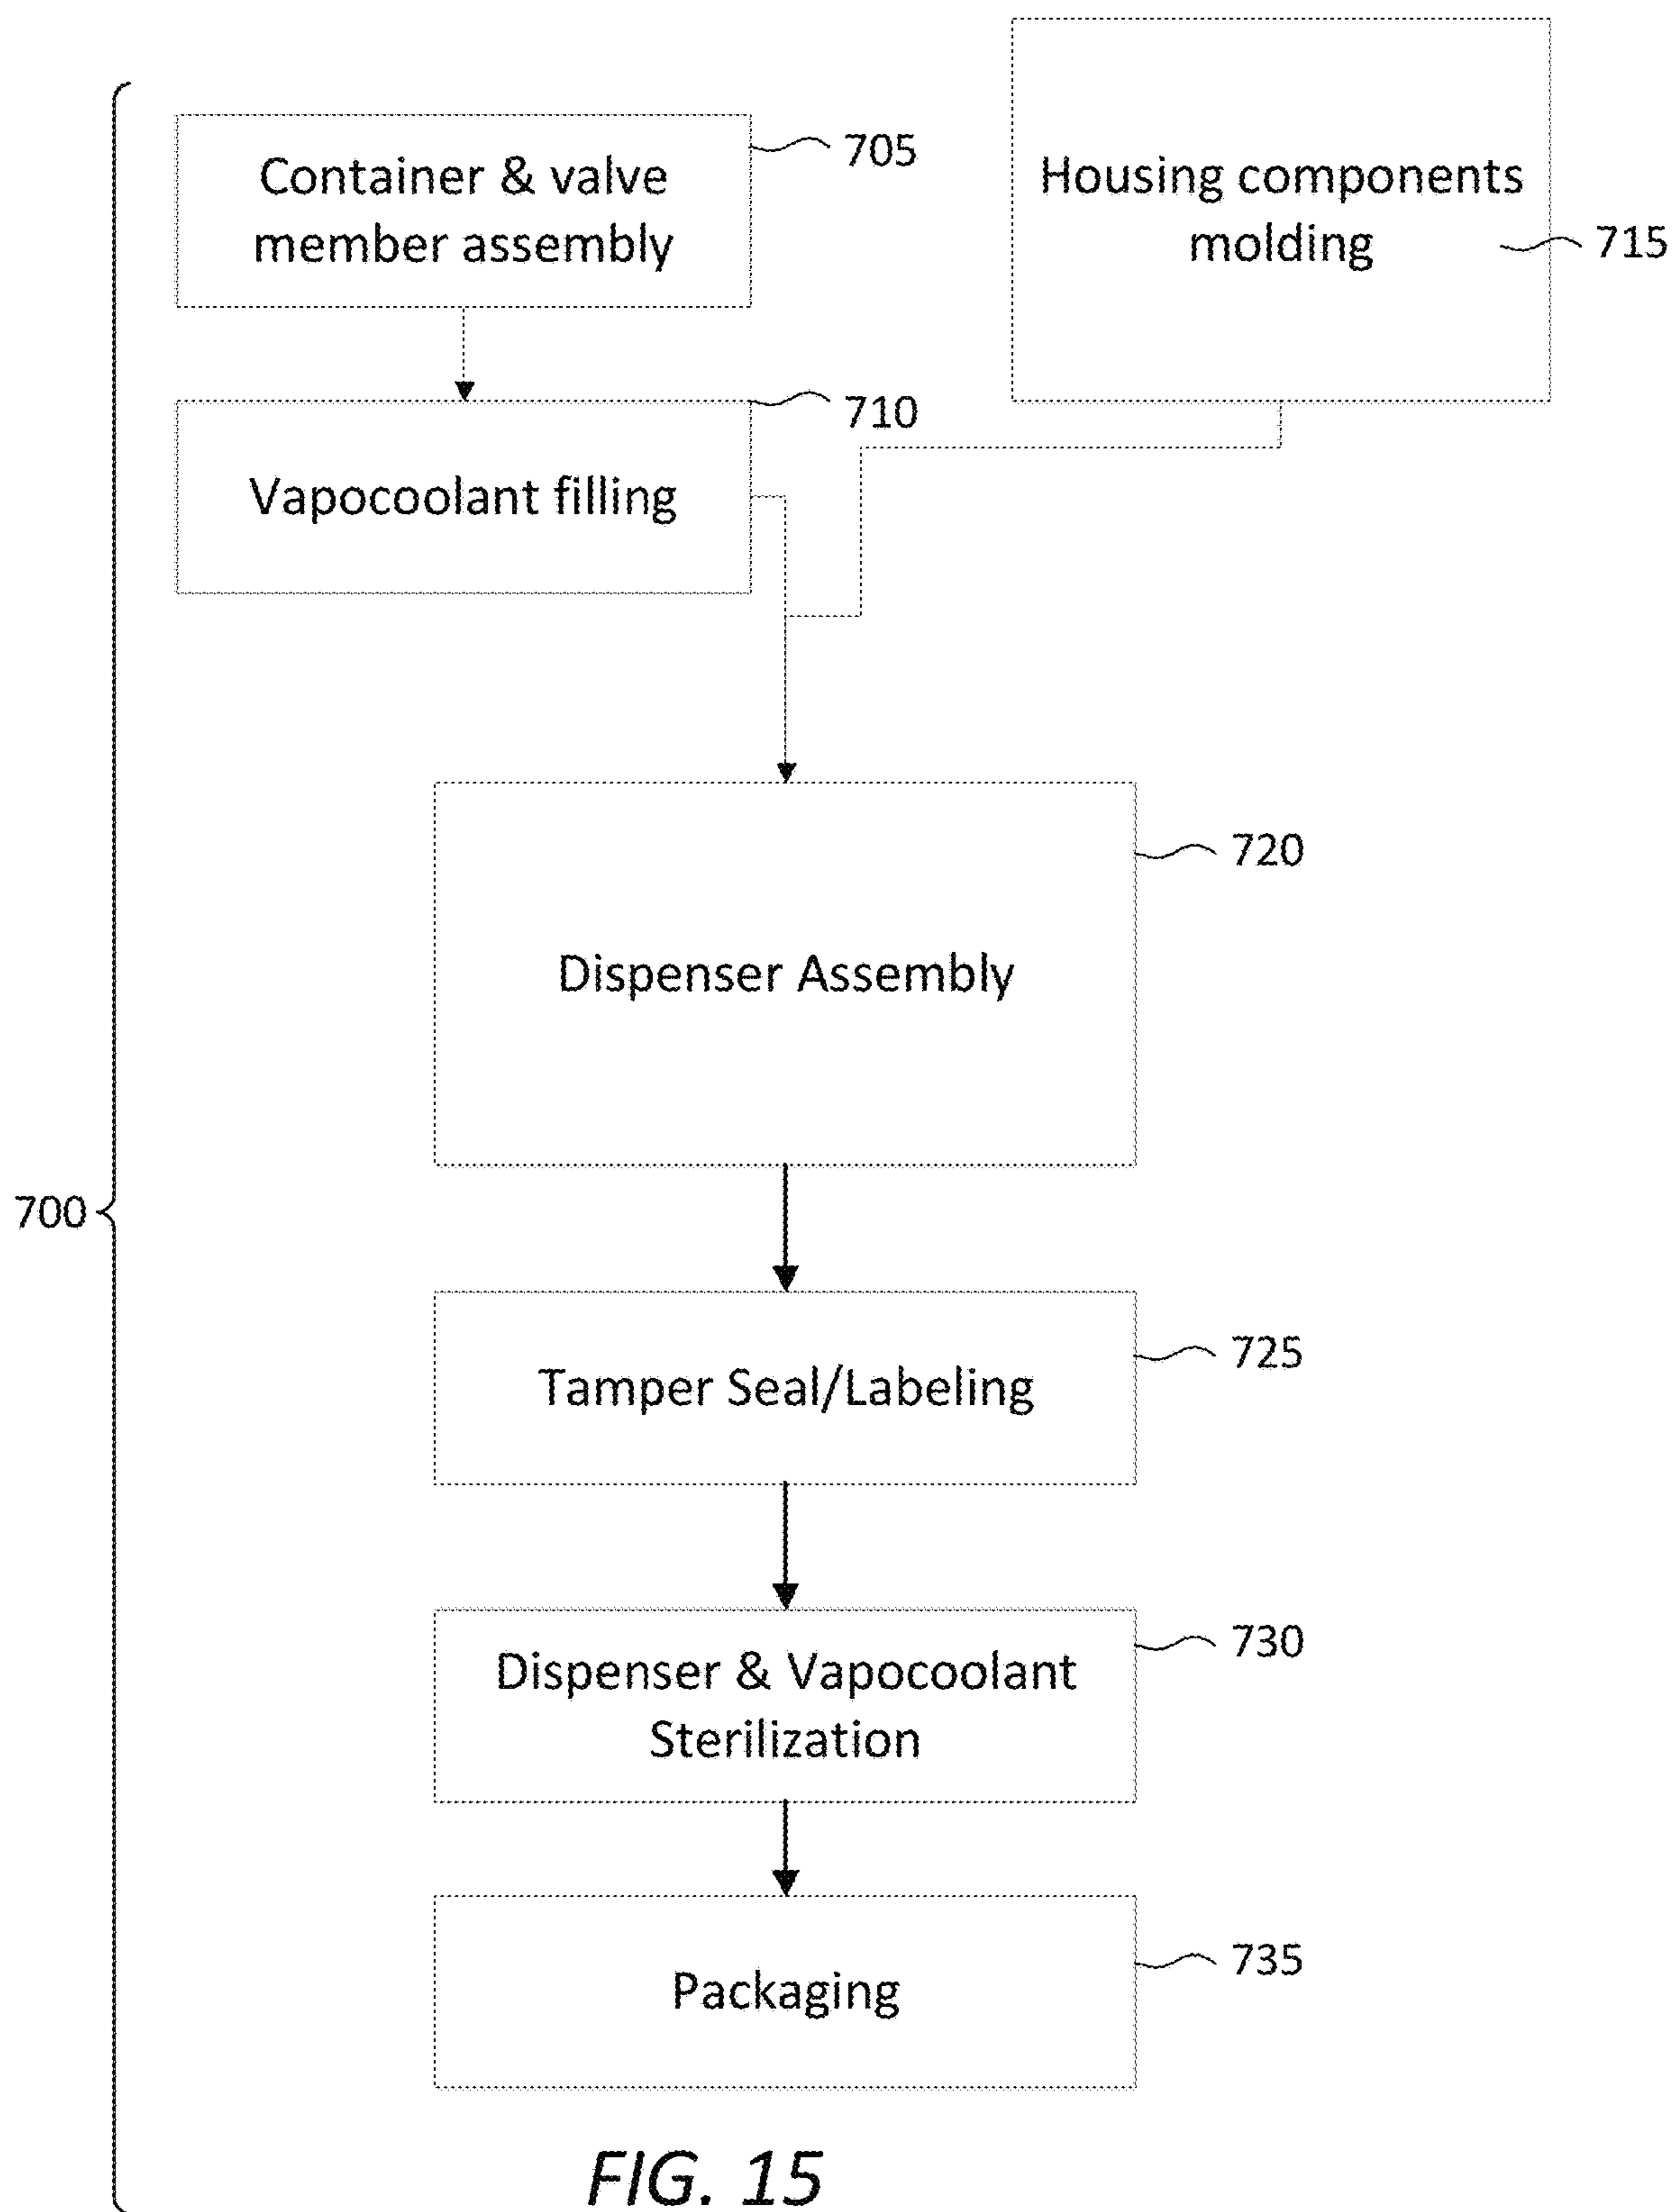 Container & valve
member assembly
705
Housing components
molding
715
Vapocoolant filling
710
Dispenser Assembly
720
700
Tamper Seal/Labeling
725
Dispenser & Vapocoolant
Sterilization
730
Packaging
735
FIG. 15